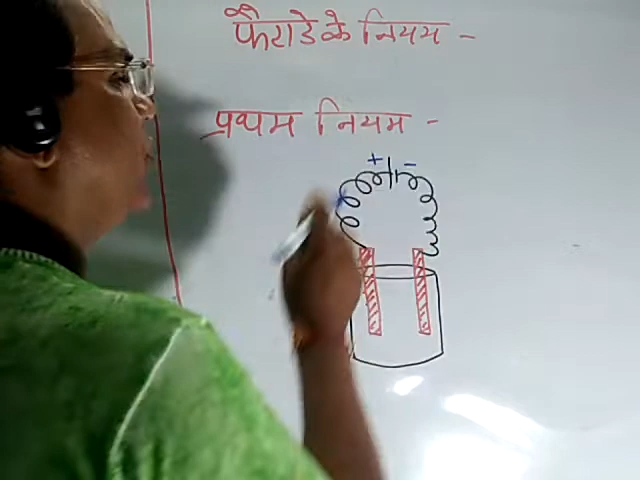 फैराडे के नियम -
प्रथम नियम -
+ -